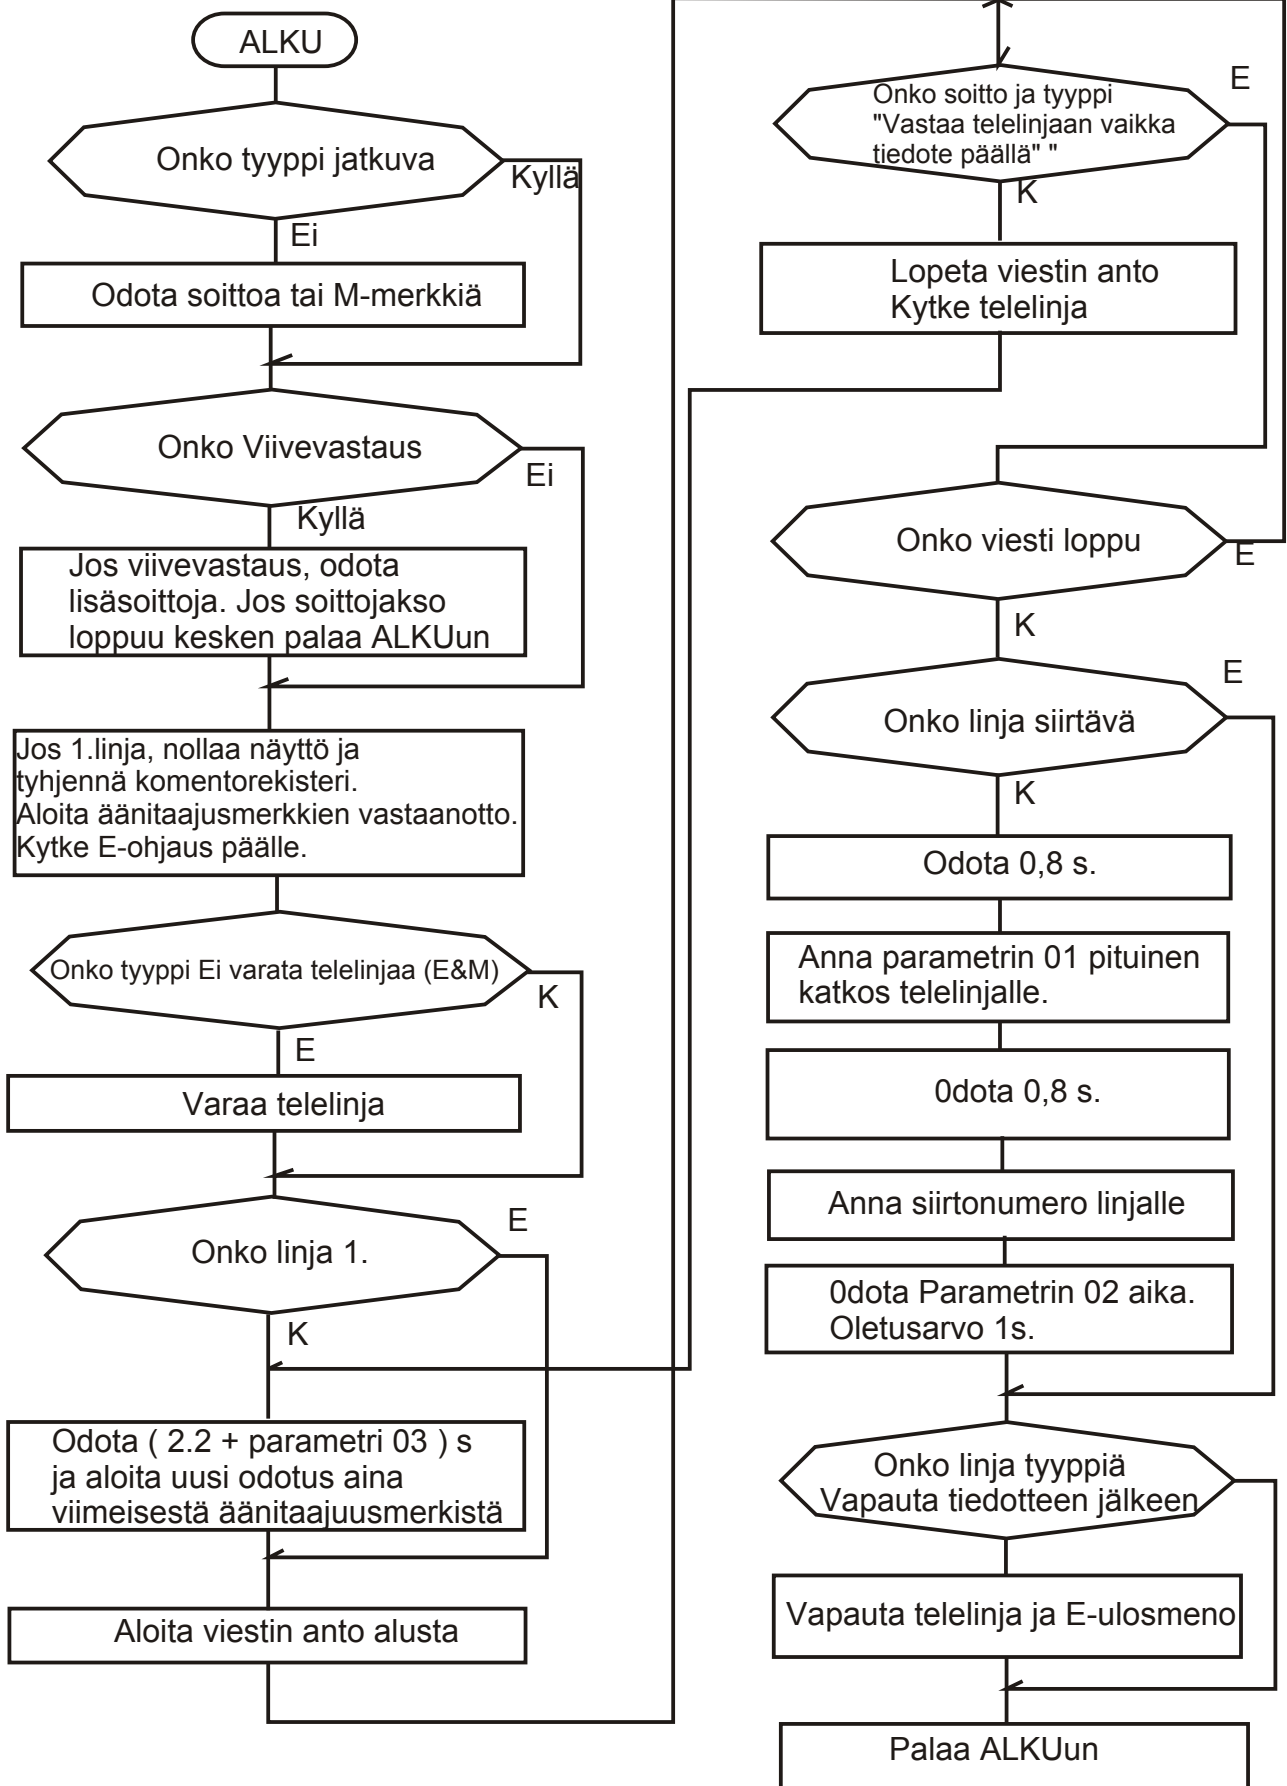 ALKU
Onko tyyppi jatkuva
Kyllä
Ei
Odota soittoa tai M-merkkiä
Onko Viivevastaus
Ei
Kyllä
Jos viivevastaus, odota
lisäsoittoja. Jos soittojakso
loppuu kesken palaa ALKUun
Jos 1.linja, nollaa näyttö ja
tyhjennä komentorekisteri.
Aloita äänitaajusmerkkien vastaanotto.
Kytke E-ohjaus päälle.
Onko tyyppi Ei varata telelinjaa (E&M)
K
E
Varaa telelinja
Onko linja 1.
E
K
Odota ( 2.2 + parametri 03 ) s
ja aloita uusi odotus aina
viimeisestä äänitaajuusmerkistä
Aloita viestin anto alusta
Onko soitto ja tyyppi
"Vastaa telelinjaan vaikka
tiedote päällä" "
E
K
Lopeta viestin anto
Kytke telelinja
Onko viesti loppu
E
K
Onko linja siirtävä
E
K
Odota 0,8 s.
Anna parametrin 01 pituinen
katkos telelinjalle.
0dota 0,8 s.
Anna siirtonumero linjalle
0dota Parametrin 02 aika.
Oletusarvo 1s.
Onko linja tyyppiä
Vapauta tiedotteen jälkeen
Vapauta telelinja ja E-ulosmeno
Palaa ALKUun